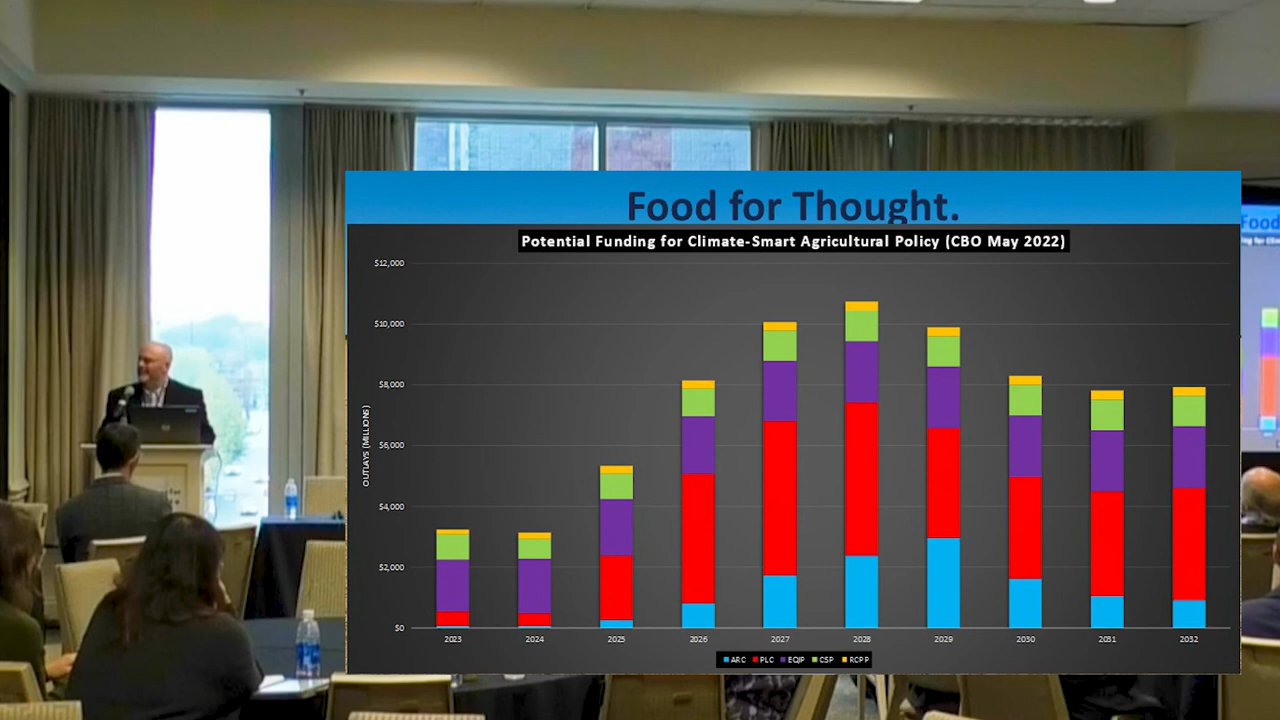 Food for Thought.
Potential Funding for Climate-Smart Agricultural Policy (CBO May 2022)
$12,000
$10,000
$8,000
$6,000
$4,000
$2,000
$0
OUTLAYS (MILLIONS)
2023 2024 2025 2026 2027 2028 2029 2030 2031 2032
ARC PLC EQIP CSP RCPP
Food